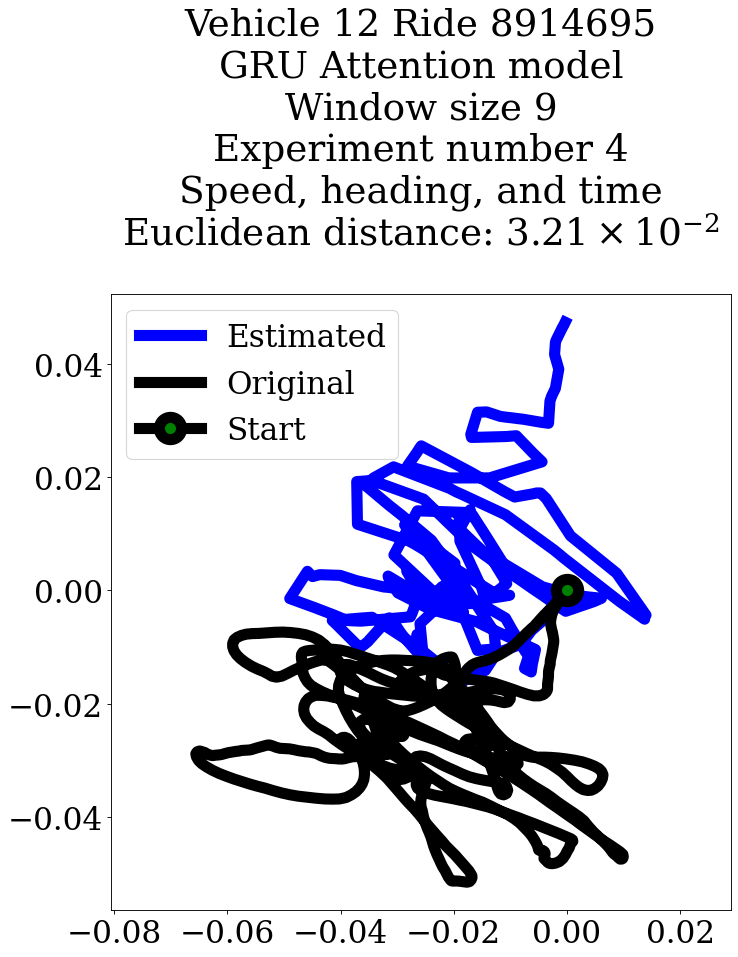 Vehicle 12 Ride 8914695
GRU Attention model
Window size 9
Experiment number 4
Speed, heading, and time
Euclidean distance: 3.21 × 10⁻²
Estimated
Original
Start
0.04
0.02
0.00
−0.02
−0.04
−0.08 −0.06 −0.04 −0.02 0.00 0.02